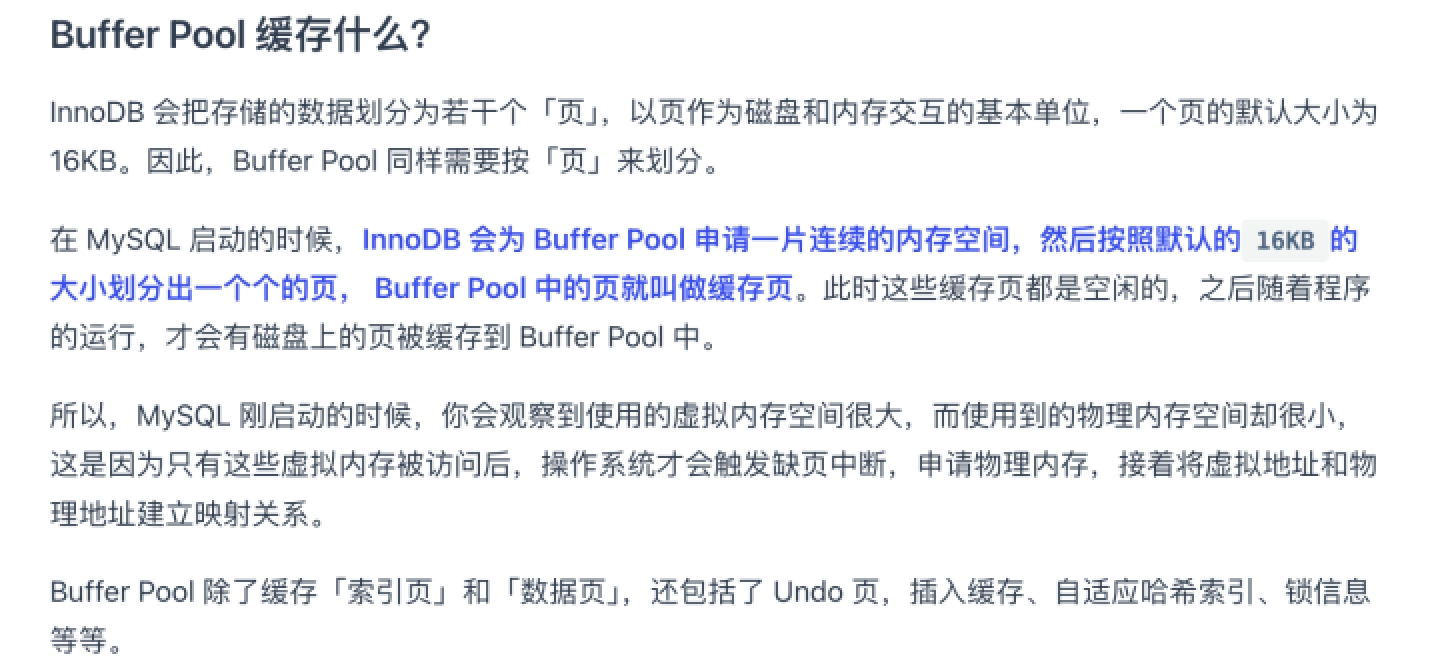 Buffer Pool 缓存什么?
InnoDB 会把存储的数据划分为若干个「页」，以页作为磁盘和内存交互的基本单位，一个页的默认大小为
16KB。因此，Buffer Pool 同样需要按「页」来划分。
在 MySQL 启动的时候，InnoDB 会为 Buffer Pool 申请一片连续的内存空间，然后按照默认的 16KB 的
大小划分出一个个的页， Buffer Pool 中的页就叫做缓存页。此时这些缓存页都是空闲的，之后随着程序
的运行，才会有磁盘上的页被缓存到 Buffer Pool 中。
所以，MySQL 刚启动的时候，你会观察到使用的虚拟内存空间很大，而使用到的物理内存空间却很小，
这是因为只有这些虚拟内存被访问后，操作系统才会触发缺页中断，申请物理内存，接着将虚拟地址和物
理地址建立映射关系。
Buffer Pool 除了缓存「索引页」和「数据页」，还包括了 Undo 页，插入缓存、自适应哈希索引、锁信息
等等。